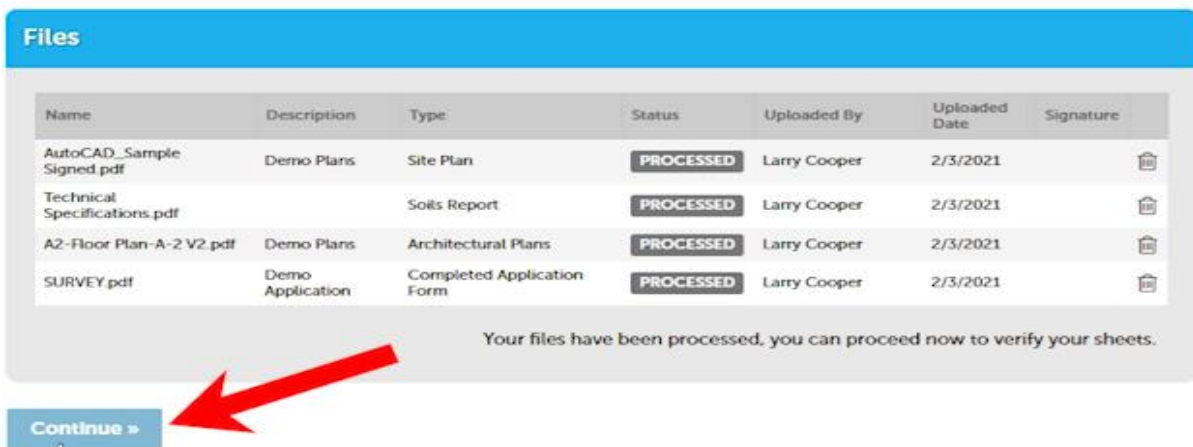 Files
Name Description Type Status Uploaded By Uploaded Date Signature
AutoCAD_Sample Signed.pdf Demo Plans Site Plan PROCESSED Larry Cooper 2/3/2021
Technical Specifications.pdf Soils Report PROCESSED Larry Cooper 2/3/2021
A2-Floor Plan-A-2 V2.pdf Demo Plans Architectural Plans PROCESSED Larry Cooper 2/3/2021
SURVEY.pdf Demo Application Completed Application Form PROCESSED Larry Cooper 2/3/2021
Your files have been processed, you can proceed now to verify your sheets.
Continue »